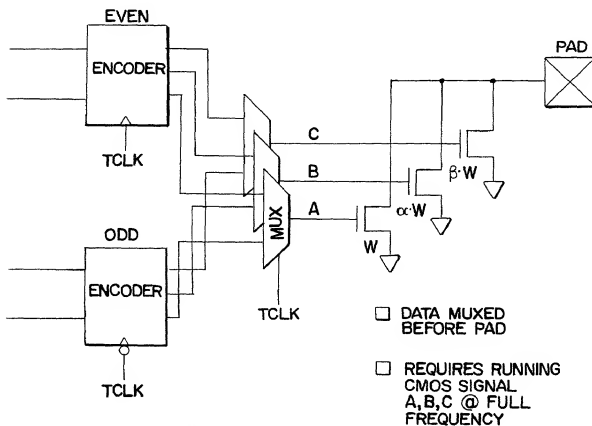 EVEN
ENCODER
TCLK
PAD
C
β·W
B
α·W
A
W
MUX
TCLK
ODD
ENCODER
TCLK
DATA MUXED
BEFORE PAD
REQUIRES RUNNING
CMOS SIGNAL
A,B,C @ FULL
FREQUENCY